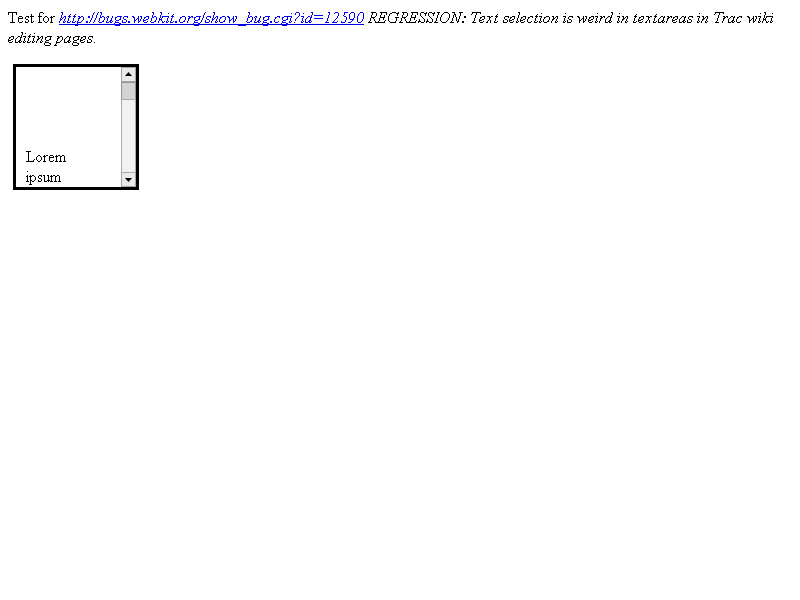 Test for http://bugs.webkit.org/show_bug.cgi?id=12590 REGRESSION: Text selection is weird in textareas in Trac wiki
editing pages.
Lorem
ipsum